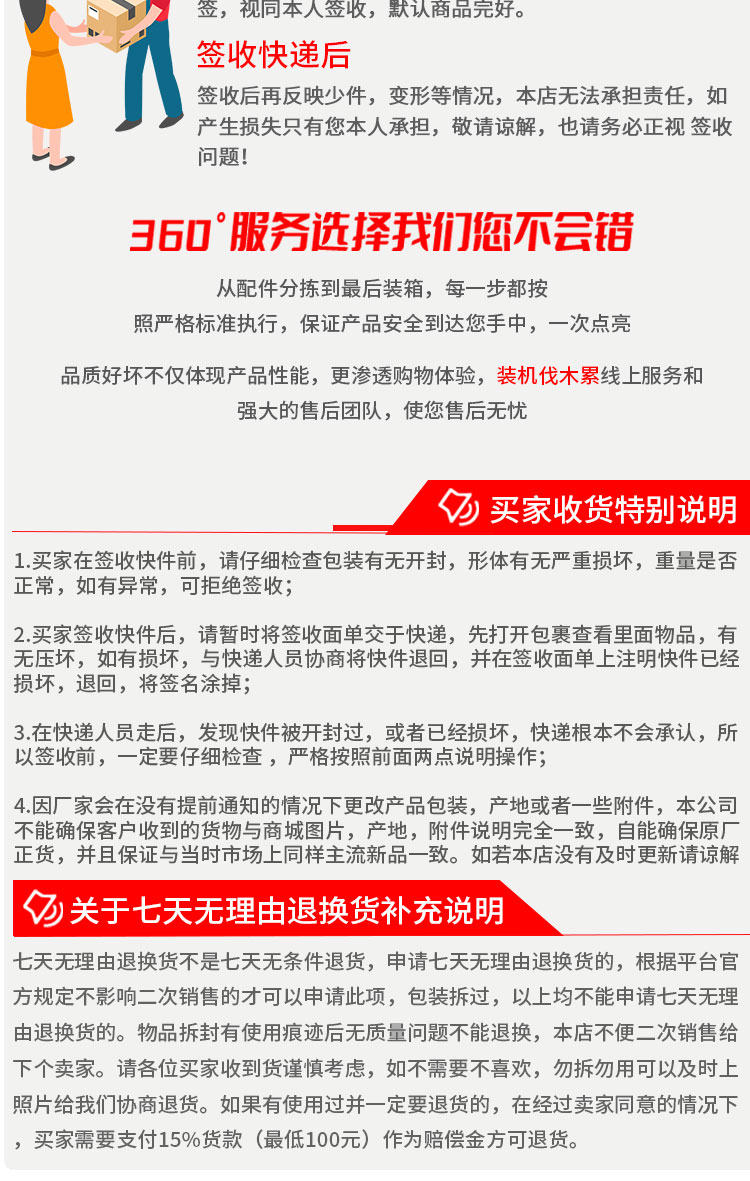 签，视同本人签收，默认商品完好。
签收快递后
签收后再反映少件，变形等情况，本店无法承担责任，如
产生损失只有您本人承担，敬请谅解，也请务必正视 签收
问题！
360°服务选择我们您不会错
从配件分拣到最后装箱，每一步都按
照严格标准执行，保证产品安全到达您手中，一次点亮
品质好坏不仅体现产品性能，更渗透购物体验，装机伐木累线上服务和
强大的售后团队，使您售后无忧
买家收货特别说明
1.买家在签收快件前，请仔细检查包装有无开封，形体有无严重损坏，重量是否
正常，如有异常，可拒绝签收；
2.买家签收快件后，请暂时将签收面单交于快递，先打开包裹查看里面物品，有
无压坏，如有损坏，与快递人员协商将快件退回，并在签收面单上注明快件已经
损坏，退回，将签名涂掉；
3.在快递人员走后，发现快件被开封过，或者已经损坏，快递根本不会承认，所
以签收前，一定要仔细检查 ，严格按照前面两点说明操作；
4.因厂家会在没有提前通知的情况下更改产品包装，产地或者一些附件，本公司
不能确保客户收到的货物与商城图片，产地，附件说明完全一致，自能确保原厂
正货，并且保证与当时市场上同样主流新品一致。如若本店没有及时更新请谅解
关于七天无理由退换货补充说明
七天无理由退换货不是七天无条件退货，申请七天无理由退换货的，根据平台官
方规定不影响二次销售的才可以申请此项，包装拆过，以上均不能申请七天无理
由退换货的。物品拆封有使用痕迹后无质量问题不能退换，本店不便二次销售给
下个卖家。请各位买家收到货谨慎考虑，如不需要不喜欢，勿拆勿用可以及时上
照片给我们协商退货。如果有使用过并一定要退货的，在经过卖家同意的情况下
，买家需要支付15%货款（最低100元）作为赔偿金方可退货。